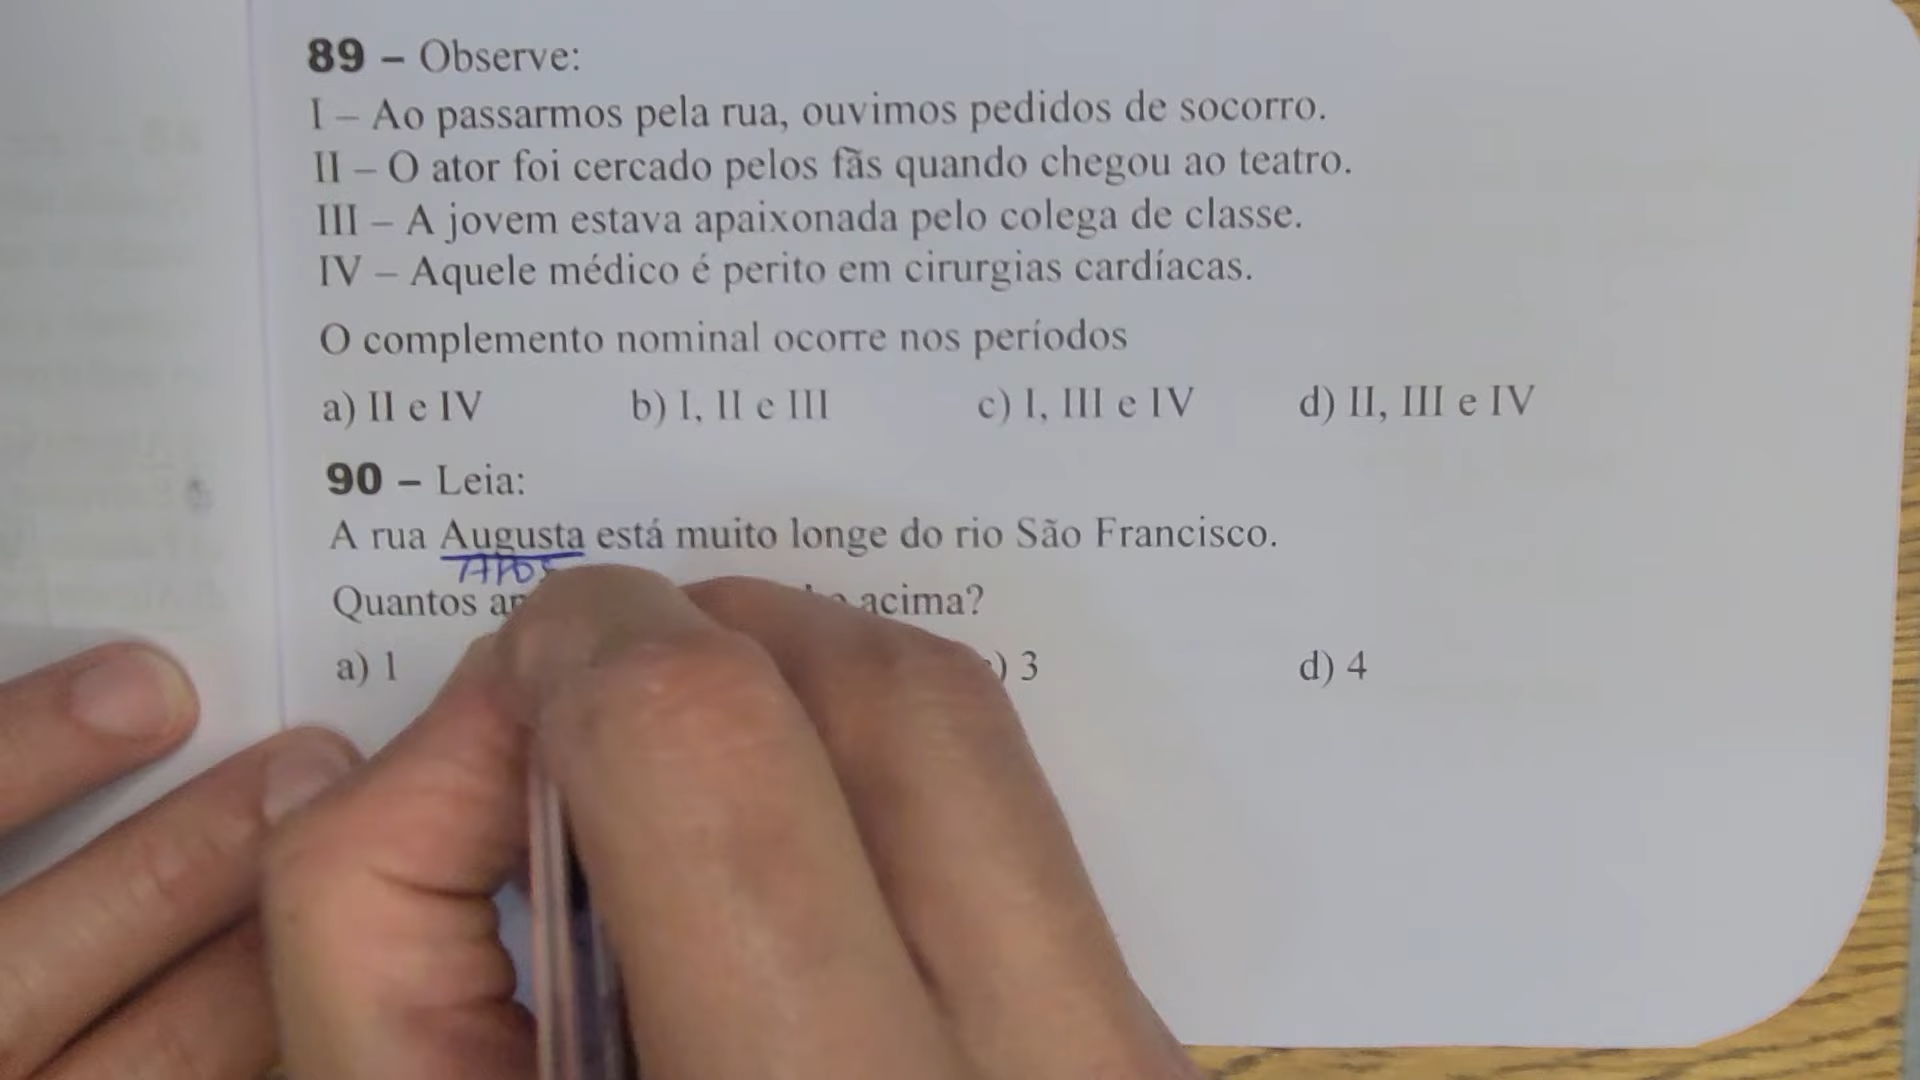 89 – Observe:
I – Ao passarmos pela rua, ouvimos pedidos de socorro.
II – O ator foi cercado pelos fãs quando chegou ao teatro.
III – A jovem estava apaixonada pelo colega de classe.
IV – Aquele médico é perito em cirurgias cardíacas.
O complemento nominal ocorre nos períodos
a) II e IV b) I, II e III c) I, III e IV d) II, III e IV
90 – Leia:
A rua Augusta está muito longe do rio São Francisco.
APOS
Quantos acima?
a) 1 ) 3 d) 4